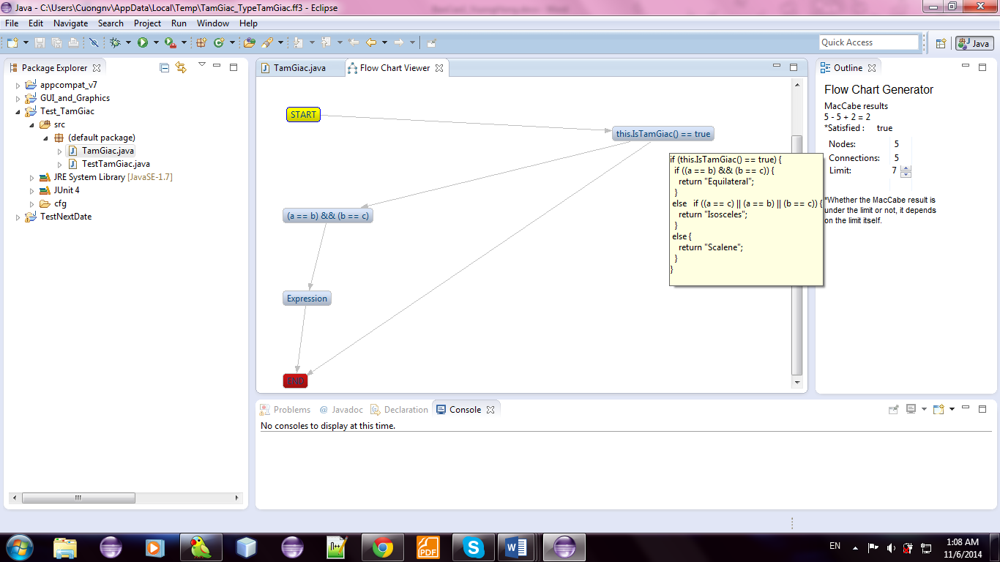 Java - C:\Users\Cuongnv\AppData\Local\Temp\TamGiac_TypeTamGiac.ff3 - Eclipse
File Edit Navigate Search Project Run Window Help
Quick Access
Java
Package Explorer
appcompat_v7
GUI_and_Graphics
Test_TamGiac
src
(default package)
TamGiac.java
TestTamGiac.java
JRE System Library [JavaSE-1.7]
JUnit 4
cfg
TestNextDate
TamGiac.java
Flow Chart Viewer
START
this.IsTamGiac() == true
(a == b) && (b == c)
Expression
END
if (this.IsTamGiac() == true) {
if ((a == b) && (b == c)) {
return "Equilateral";
}
else if ((a == c) || (a == b) || (b == c)) {
return "Isosceles";
}
else {
return "Scalene";
}
}
Outline
Flow Chart Generator
MacCabe results
5 - 5 + 2 = 2
*Satisfied : true
Nodes: 5
Connections: 5
Limit: 7
*Whether the MacCabe result is
under the limit or not, it depends
on the limit itself.
Problems @ Javadoc Declaration Console
No consoles to display at this time.
PDF
EN
1:08 AM
11/6/2014